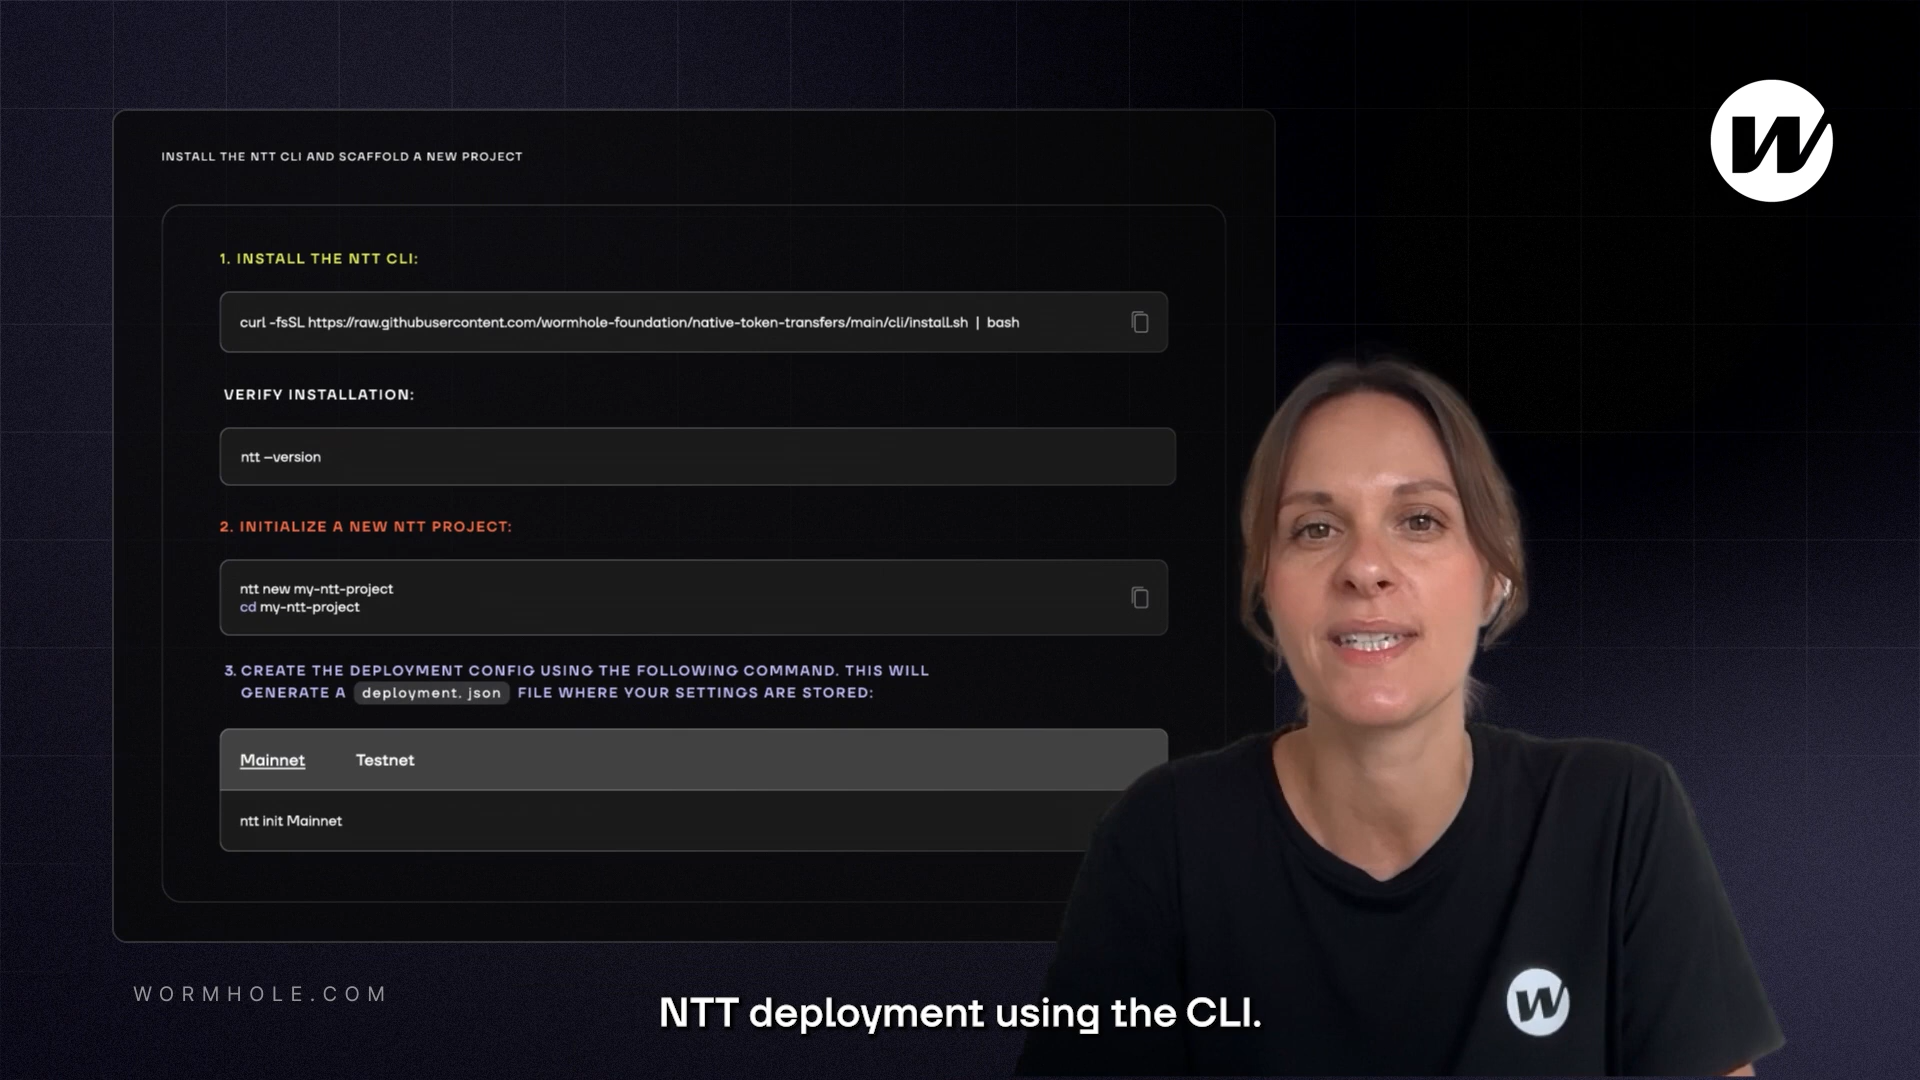 INSTALL THE NTT CLI AND SCAFFOLD A NEW PROJECT
1. INSTALL THE NTT CLI:
curl -fsSL https://raw.githubusercontent.com/wormhole-foundation/native-token-transfers/main/cli/install.sh | bash
VERIFY INSTALLATION:
ntt –version
2. INITIALIZE A NEW NTT PROJECT:
ntt new my-ntt-project
cd my-ntt-project
3. CREATE THE DEPLOYMENT CONFIG USING THE FOLLOWING COMMAND. THIS WILL
GENERATE A deployment. json FILE WHERE YOUR SETTINGS ARE STORED:
Mainnet Testnet
ntt init Mainnet
WORMHOLE.COM
NTT deployment using the CLI.
W
W